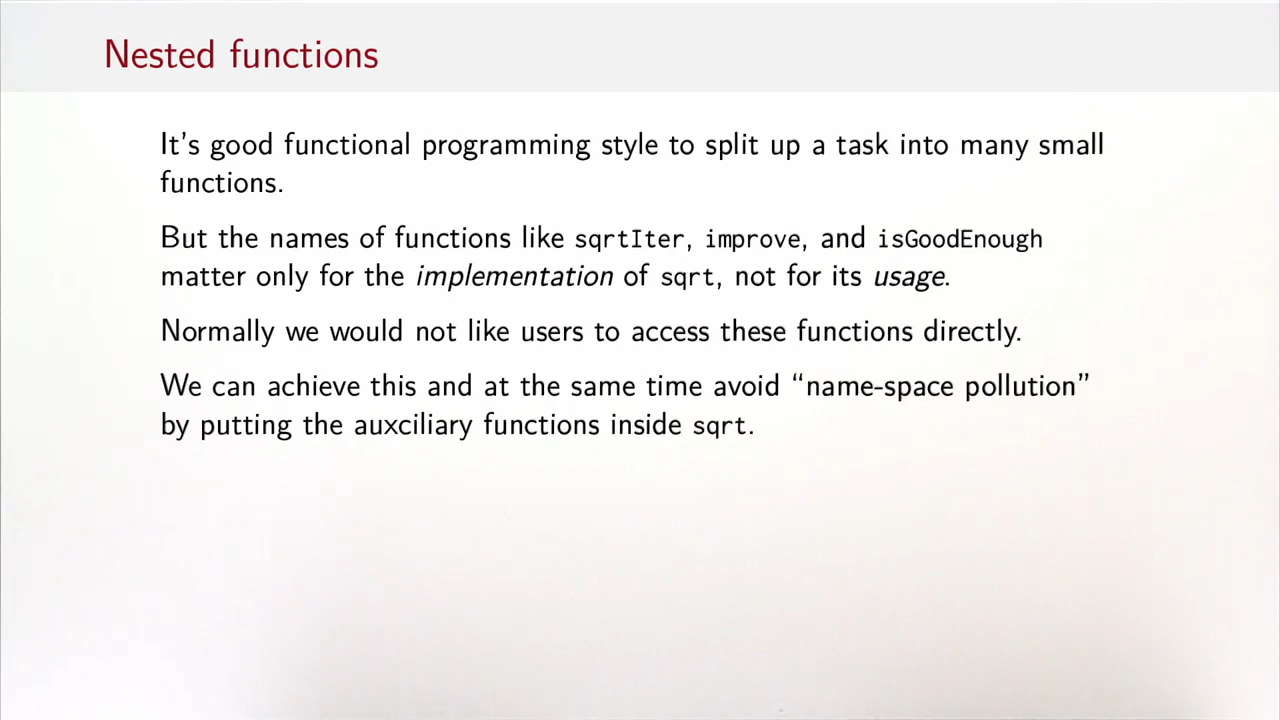 Nested functions
It's good functional programming style to split up a task into many small
functions.
But the names of functions like sqrtIter, improve, and isGoodEnough
matter only for the implementation of sqrt, not for its usage.
Normally we would not like users to access these functions directly.
We can achieve this and at the same time avoid “name-space pollution”
by putting the auxciliary functions inside sqrt.